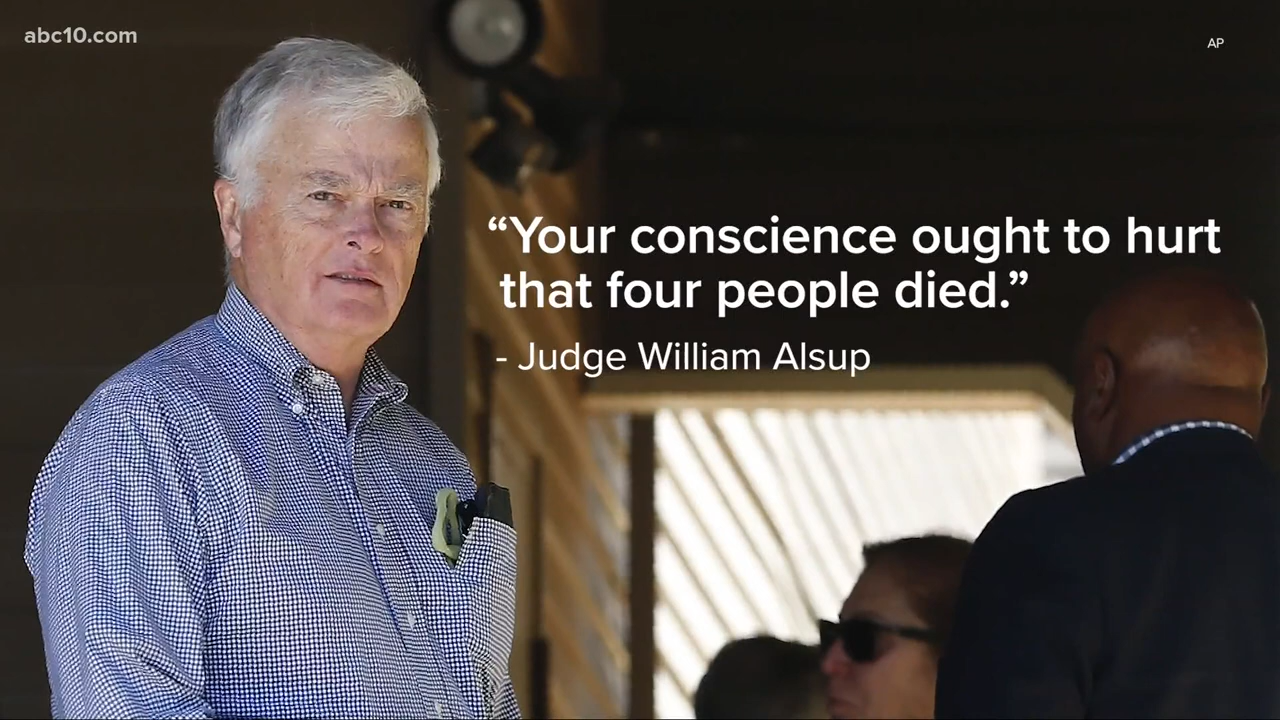 abc10.com
AP
“Your conscience ought to hurt
that four people died.”
- Judge William Alsup